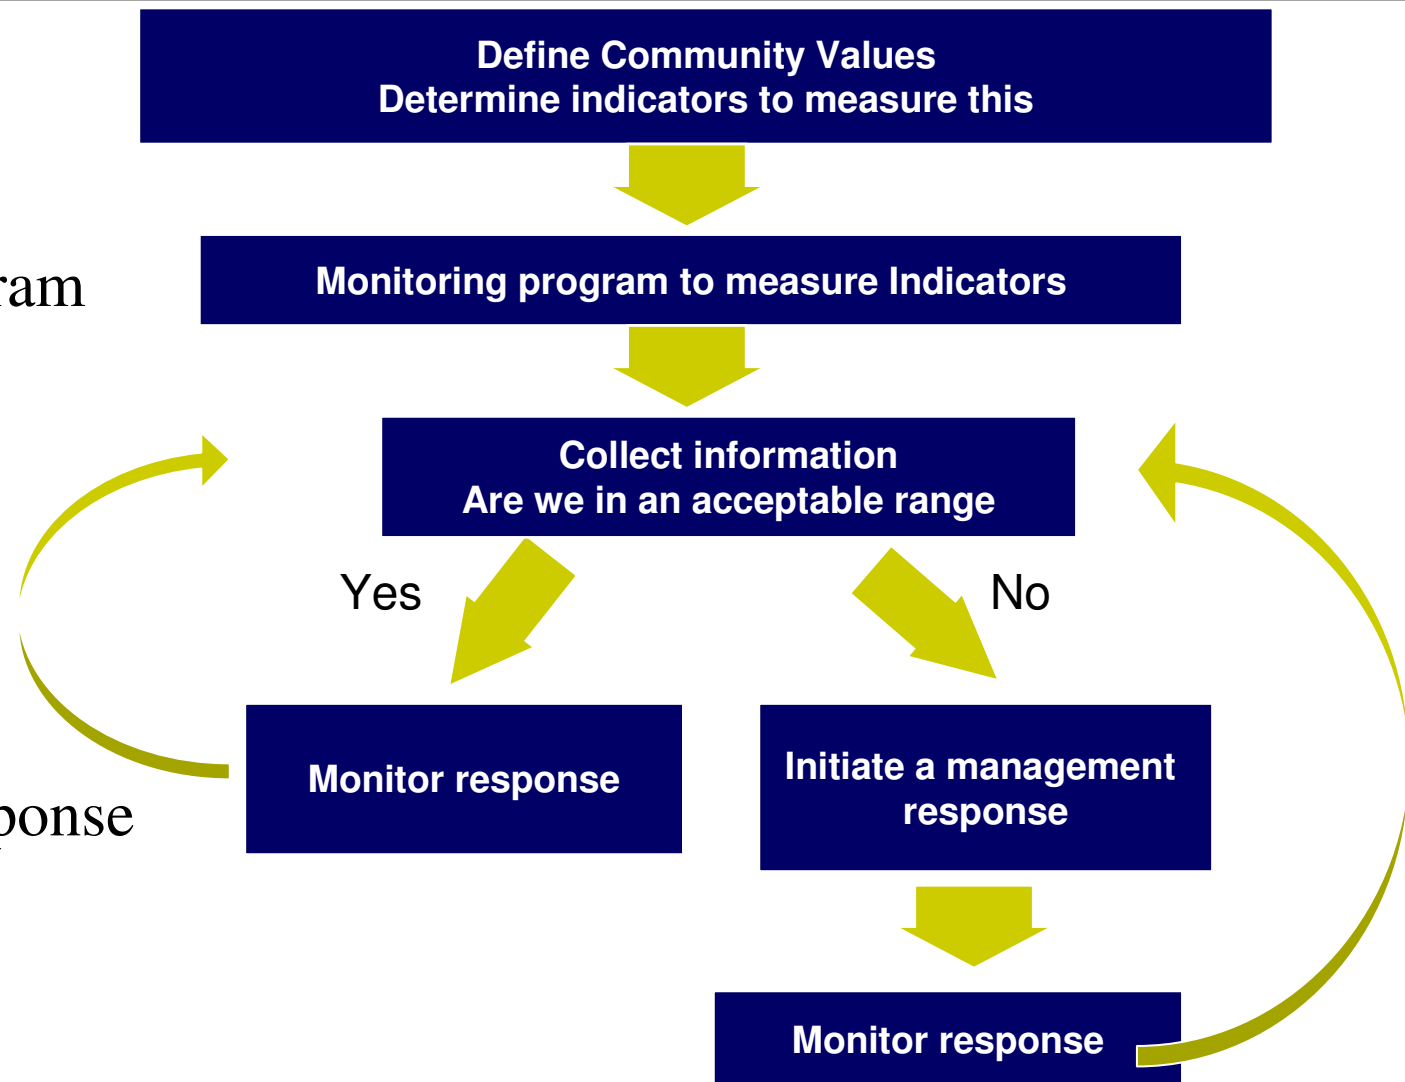 Define Community Values
Determine indicators to measure this
ram
Monitoring program to measure Indicators
Collect information
Are we in an acceptable range
Yes
No
Monitor response
Initiate a management
response
ponse
Monitor response